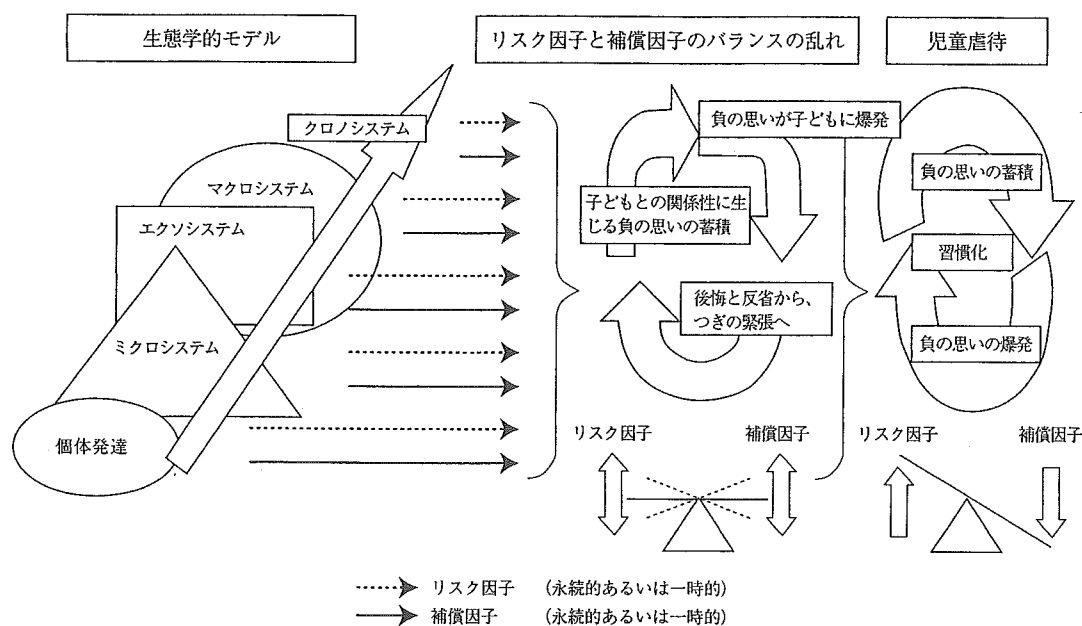 生態学的モデル
リスク因子と補償因子のバランスの乱れ
児童虐待
クロノシステム
マクロシステム
エクソシステム
ミクロシステム
個体発達
負の思いが子どもに爆発
子どもとの関係性に生
じる負の思いの蓄積
後悔と反省から、
つぎの緊張へ
リスク因子
補償因子
負の思いの蓄積
習慣化
負の思いの爆発
リスク因子
補償因子
リスク因子 (永続的あるいは一時的)
補償因子 (永続的あるいは一時的)